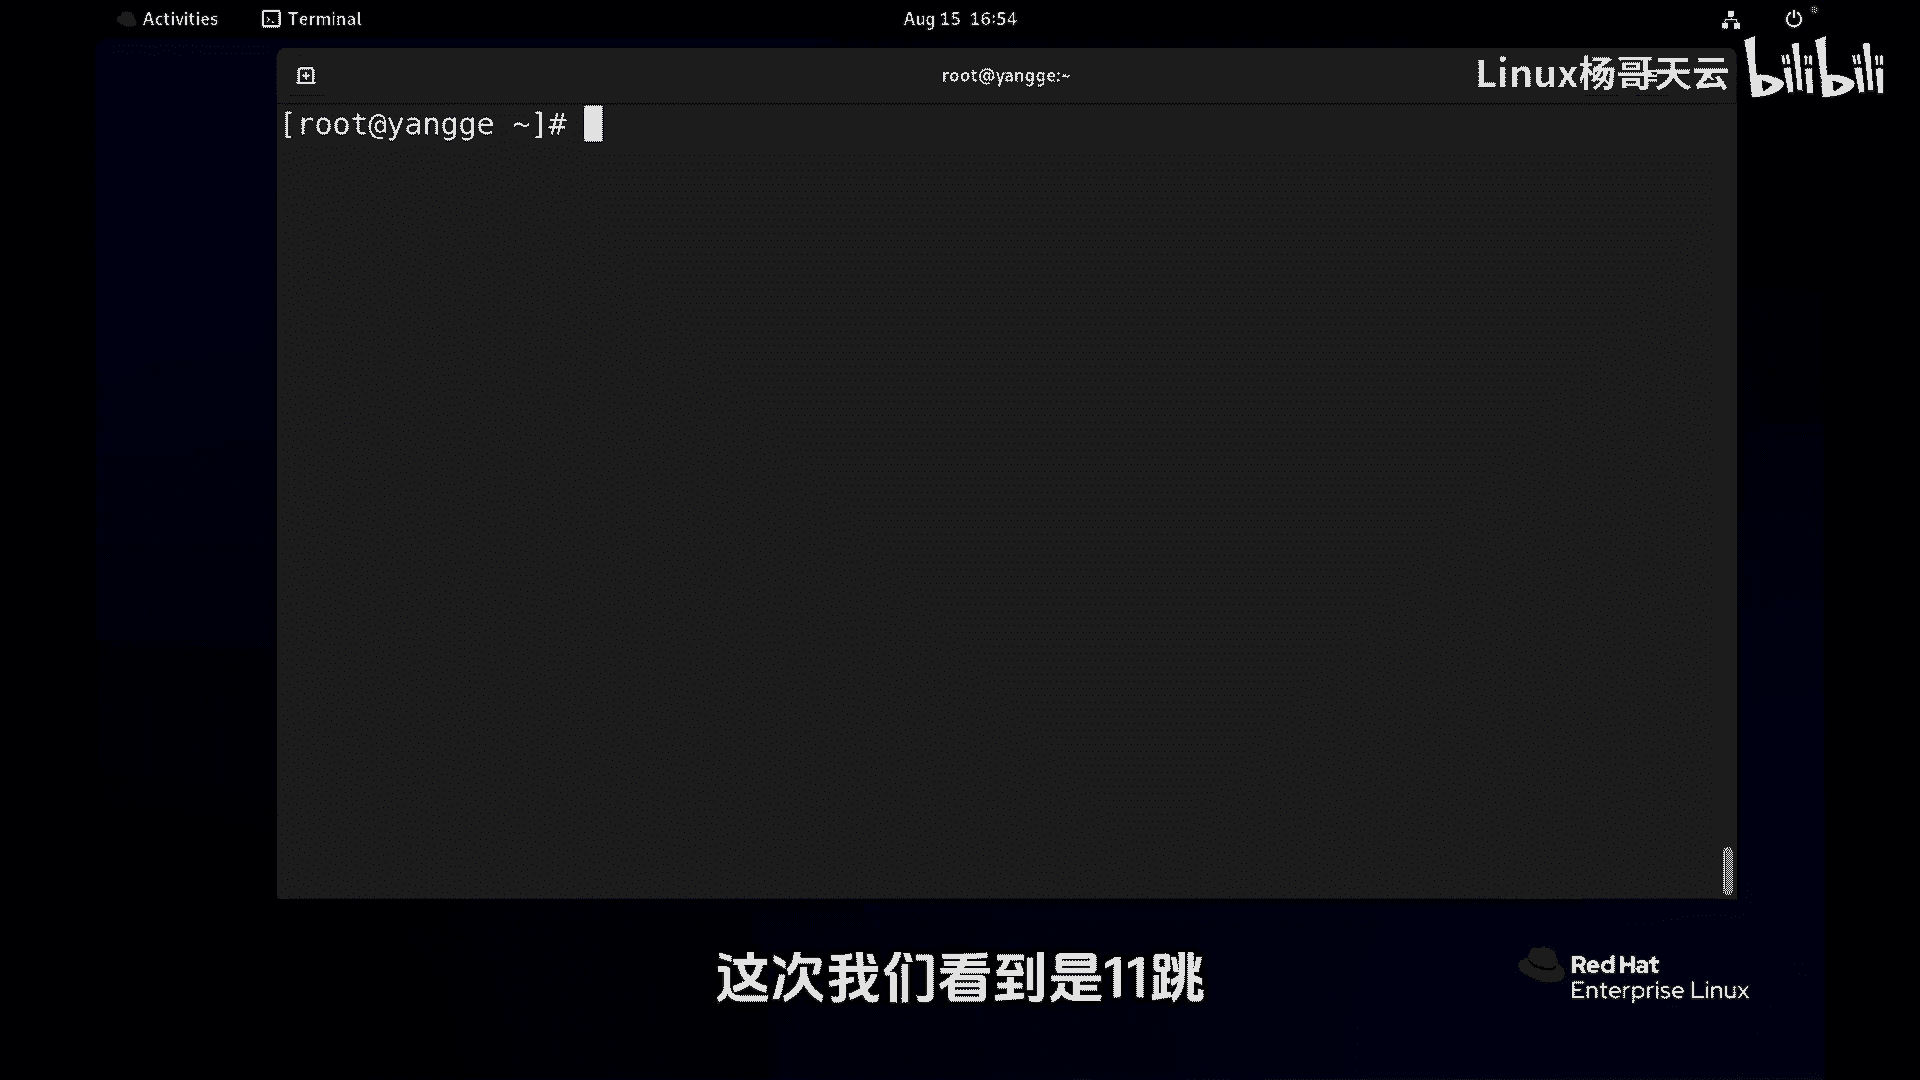 Activities Terminal Aug 15 16:54
root@yangge:~
Linux杨哥天云 bilibili
[root@yangge ~]#
这次我们看到是11跳
Red Hat
Enterprise Linux